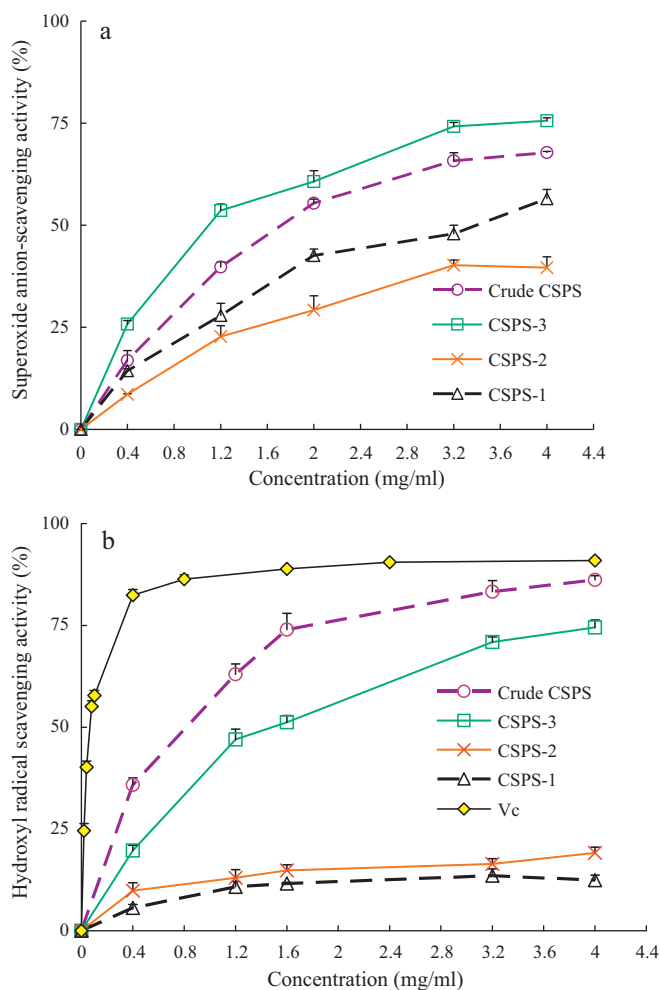 a
Superoxide anion-scavenging activity (%)
100
75
50
25
0
Crude CSPS
CSPS-3
CSPS-2
CSPS-1
0 0.4 0.8 1.2 1.6 2 2.4 2.8 3.2 3.6 4 4.4
Concentration (mg/ml)
b
Hydroxyl radical scavenging activity (%)
100
75
50
25
0
Crude CSPS
CSPS-3
CSPS-2
CSPS-1
Vc
0 0.4 0.8 1.2 1.6 2 2.4 2.8 3.2 3.6 4 4.4
Concentration (mg/ml)